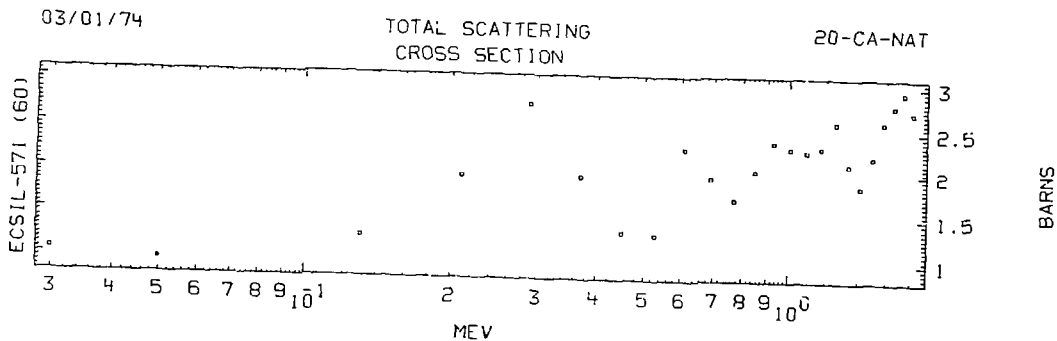 03/01/74
TOTAL SCATTERING
CROSS SECTION
20-CA-NAT
ECSIL-571 (60)
3
2.5
2
1.5
1
BARNS
3 4 5 6 7 8 9 10¹ 2 3 4 5 6 7 8 9 10⁰
MEV